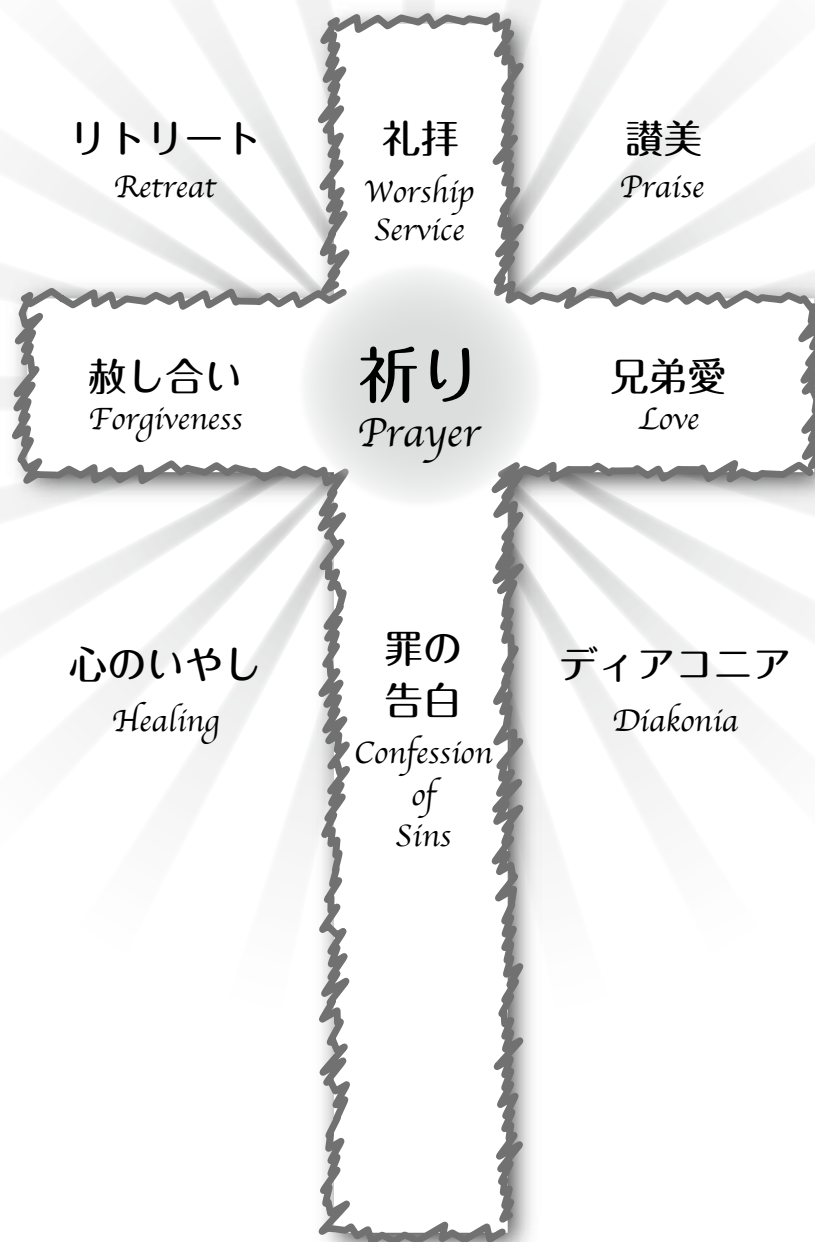 リトリート
Retreat
礼拝
Worship
Service
讃美
Praise
赦し合い
Forgiveness
祈り
Prayer
兄弟愛
Love
心のいやし
Healing
罪の
告白
Confession
of
Sins
ディアコニア
Diakonia